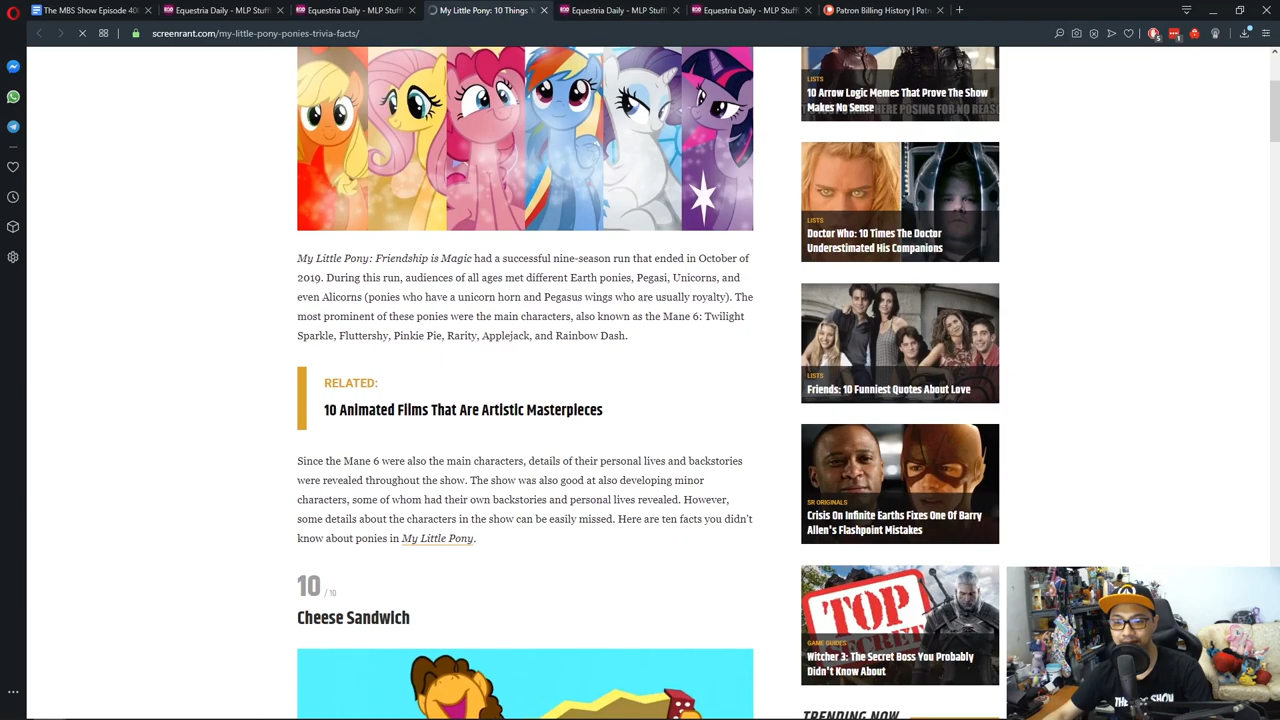 The MBS Show Episode 40
Equestria Daily - MLP Stuff
Equestria Daily - MLP Stuff
My Little Pony: 10 Things
Equestria Daily - MLP Stuff
Equestria Daily - MLP Stuff
Patron Billing History | Pat
screenrant.com/my-little-pony-ponies-trivia-facts/
My Little Pony: Friendship is Magic had a successful nine-season run that ended in October of
2019. During this run, audiences of all ages met different Earth ponies, Pegasi, Unicorns, and
even Alicorns (ponies who have a unicorn horn and Pegasus wings who are usually royalty). The
most prominent of these ponies were the main characters, also known as the Mane 6: Twilight
Sparkle, Fluttershy, Pinkie Pie, Rarity, Applejack, and Rainbow Dash.
RELATED:
10 Animated Films That Are Artistic Masterpieces
Since the Mane 6 were also the main characters, details of their personal lives and backstories
were revealed throughout the show. The show was also good at also developing minor
characters, some of whom had their own backstories and personal lives revealed. However,
some details about the characters in the show can be easily missed. Here are ten facts you didn't
know about ponies in My Little Pony.
10 / 10
Cheese Sandwich
LISTS
10 Arrow Logic Memes That Prove The Show
Makes No Sense
HERE POSING FOR NO REASO
LISTS
Doctor Who: 10 Times The Doctor
Underestimated His Companions
LISTS
Friends: 10 Funniest Quotes About Love
SR ORIGINALS
Crisis On Infinite Earths Fixes One Of Barry
Allen's Flashpoint Mistakes
TOP
SECRET
GAME GUIDES
Witcher 3: The Secret Boss You Probably
Didn't Know About
TRENDING NOW
THE SHOW